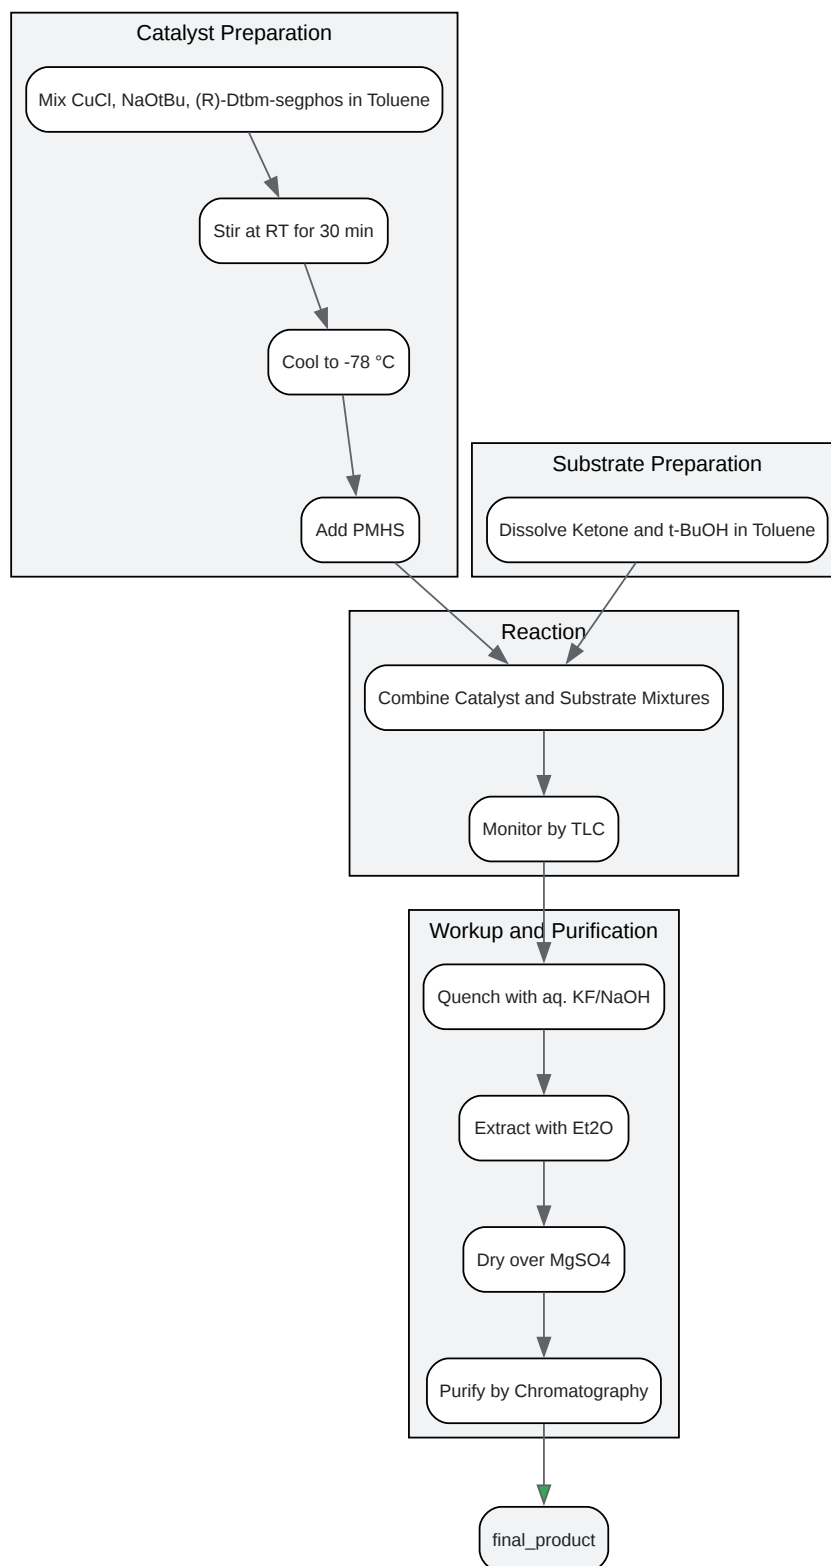 Catalyst Preparation
Mix CuCl, NaOtBu, (R)-Dtbm-segphos in Toluene
Stir at RT for 30 min
Cool to -78 °C
Add PMHS
Substrate Preparation
Dissolve Ketone and t-BuOH in Toluene
Reaction
Combine Catalyst and Substrate Mixtures
Monitor by TLC
Workup and Purification
Quench with aq. KF/NaOH
Extract with Et2O
Dry over MgSO4
Purify by Chromatography
final_product